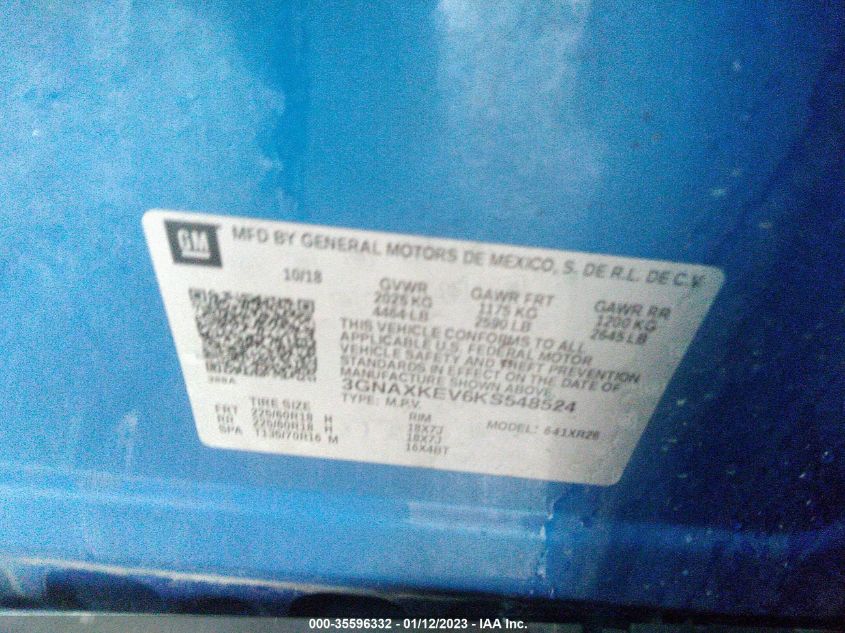 GM
MFD BY GENERAL MOTORS DE MEXICO, S. DE R.L. DE C.V.
10/18
GVWR
2025 KG
4464 LB
GAWR FRT
1175 KG
2590 LB
GAWR RR
1200 KG
2645 LB
THIS VEHICLE CONFORMS TO ALL
APPLICABLE U.S. FEDERAL MOTOR
VEHICLE SAFETY AND THEFT PREVENTION
STANDARDS IN EFFECT ON THE DATE OF
MANUFACTURE SHOWN ABOVE.
3GNAXKEV6KS548524
TYPE: M.P.V.
MODEL: 641XR26
TIRE SIZE
RIM
FRT 225/60R18 H 18X7J
RR 225/60R18 H 18X7J
SPA T135/70R16 M 16X4BT
000-35596332 - 01/12/2023 - IAA Inc.